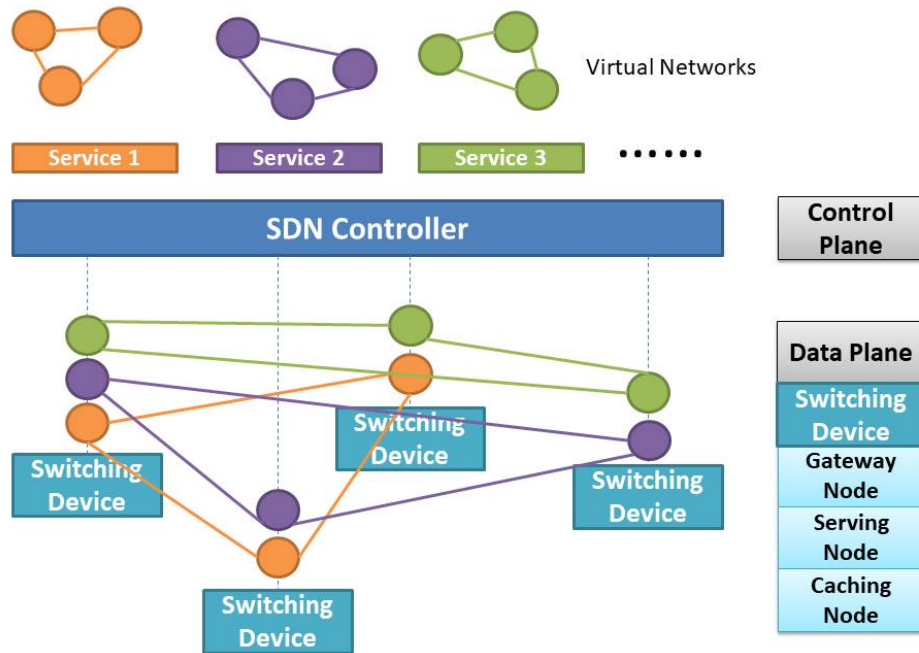 Virtual Networks
Service 1
Service 2
Service 3
......
SDN Controller
Control
Plane
Data Plane
Switching
Device
Gateway
Node
Serving
Node
Caching
Node
Switching
Device
Switching
Device
Switching
Device
Switching
Device